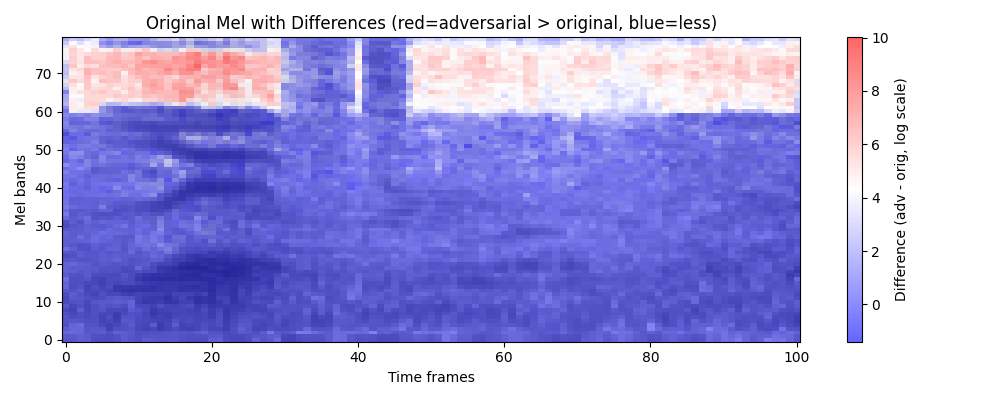 Original Mel with Differences (red=adversarial > original, blue=less)
70
60
50
40
30
20
10
0
Mel bands
0 20 40 60 80 100
Time frames
10
8
6
4
2
0
Difference (adv - orig, log scale)